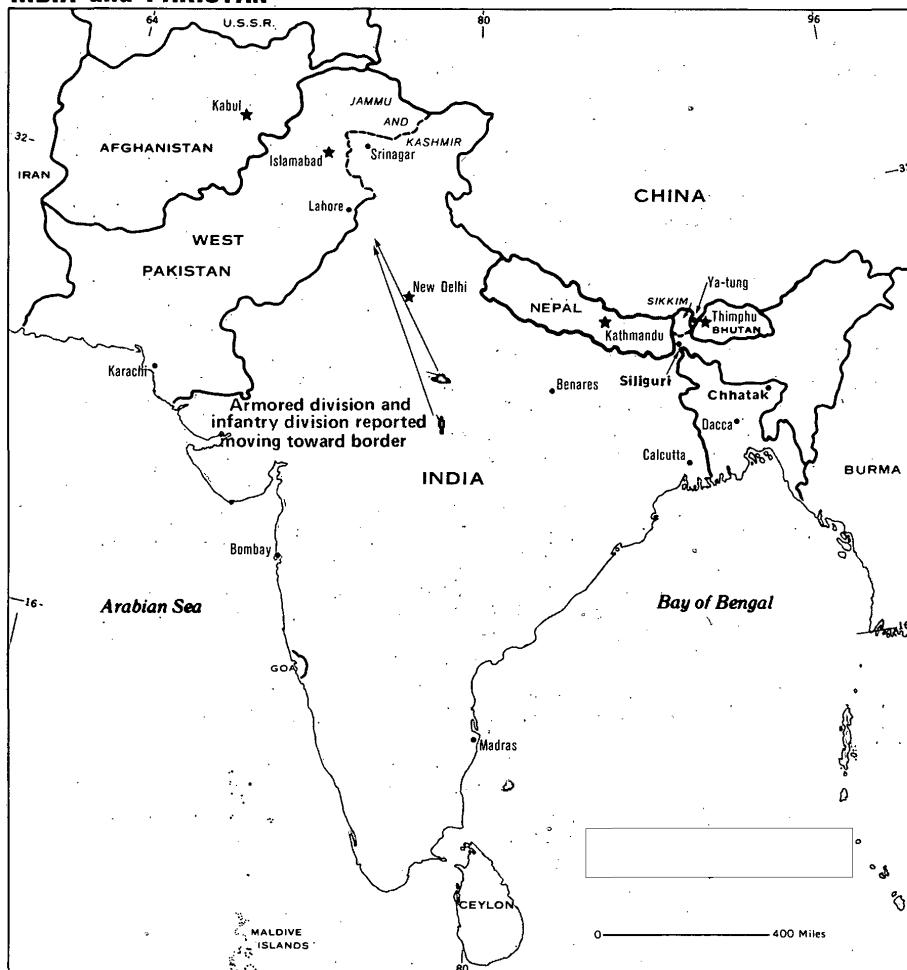 INDIA and PAKISTAN
64
U.S.S.R.
80
96
Kabul
JAMMU
AND
KASHMIR
32
AFGHANISTAN
Islamabad
Srinagar
IRAN
CHINA
Lahore
WEST
PAKISTAN
New Delhi
NEPAL
SIKKIM
Ya-tung
Thimphu
BHUTAN
Kathmandu
Karachi
Siliguri
Benares
Chhatak
Armored division and
infantry division reported
moving toward border
Dacca
Calcutta
INDIA
BURMA
Bombay
16
Arabian Sea
Bay of Bengal
GOA
Madras
CEYLON
MALDIVE
ISLANDS
0
400 Miles
80